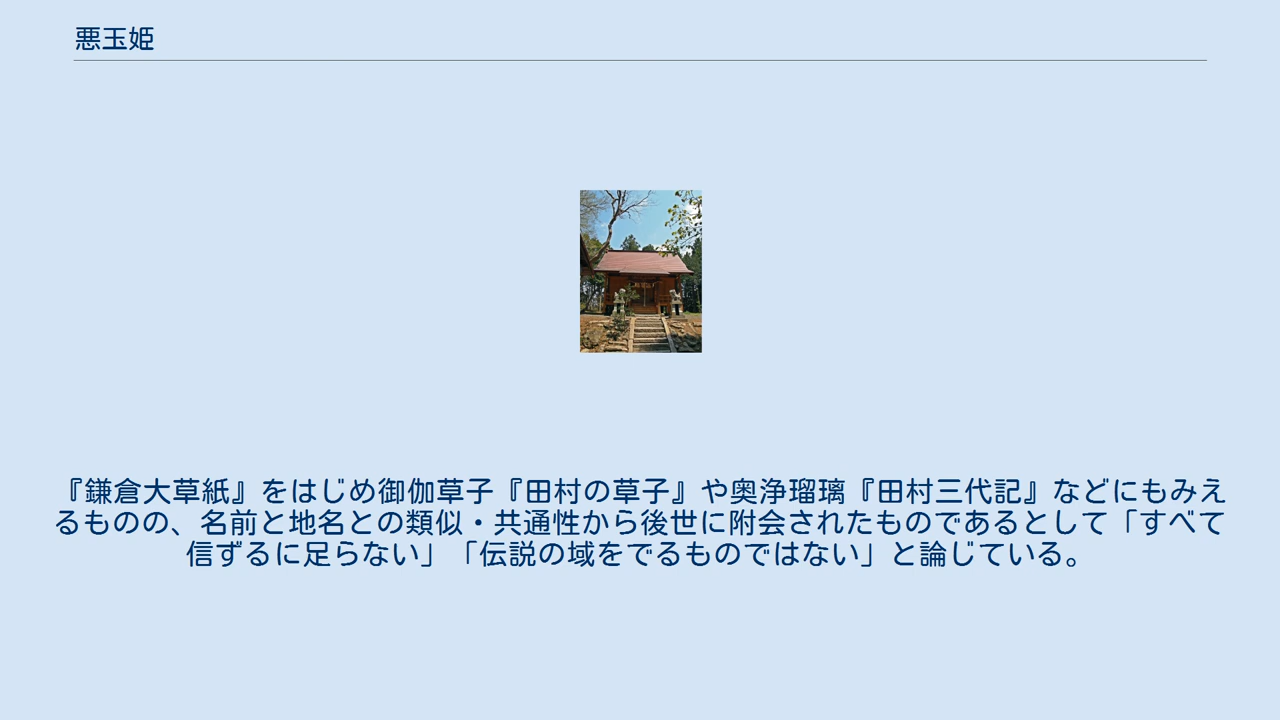 悪玉姫
『鎌倉大草紙』をはじめ御伽草子『田村の草子』や奥浄瑠璃『田村三代記』などにもみえ
るものの、名前と地名との類似・共通性から後世に附会されたものであるとして「すべて
信ずるに足らない」「伝説の域をでるものではない」と論じている。